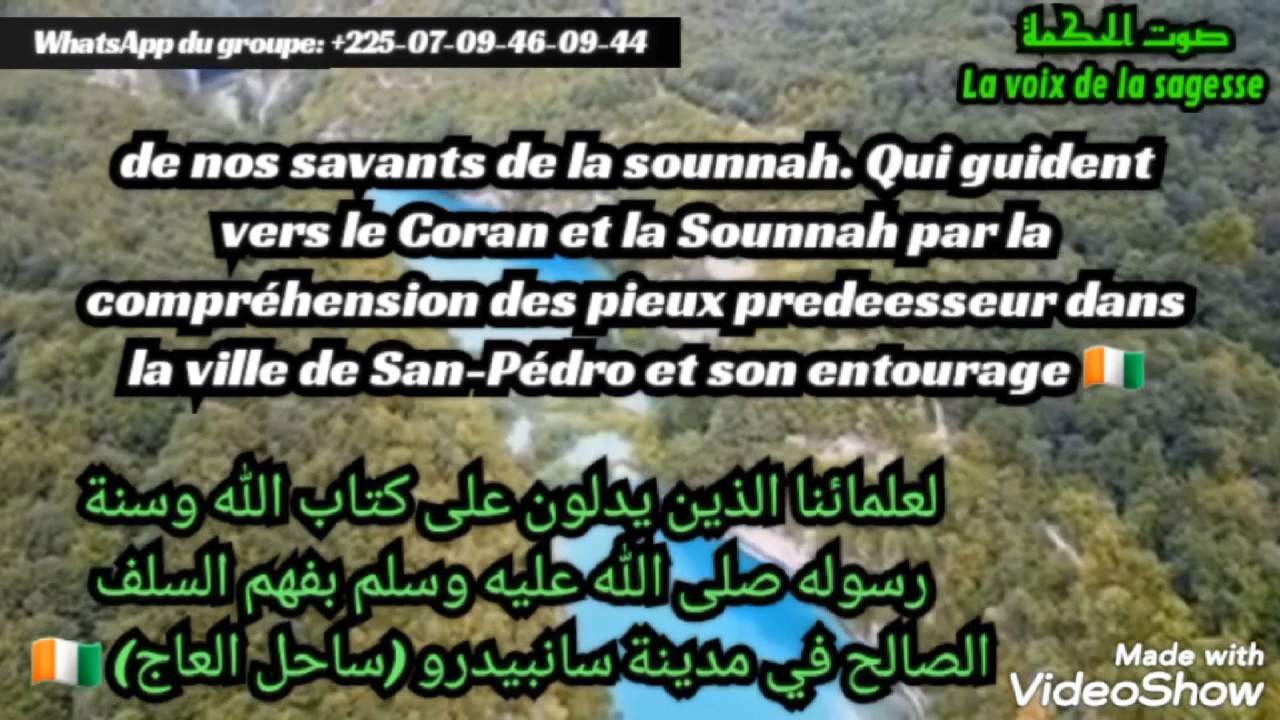 WhatsApp du groupe: +225-07-09-46-09-44
صوت الحكمة
La voix de la sagesse
de nos savants de la sounnah. Qui guident
vers le Coran et la Sounnah par la
compréhension des pieux predeesseur dans
la ville de San-Pédro et son entourage 🇨🇮
لعلمائنا الذين يدلون على كتاب الله وسنة
رسوله صلى الله عليه وسلم بفهم السلف
الصالح في مدينة سانبيدرو (ساحل العاج) 🇨🇮
Made with
VideoShow